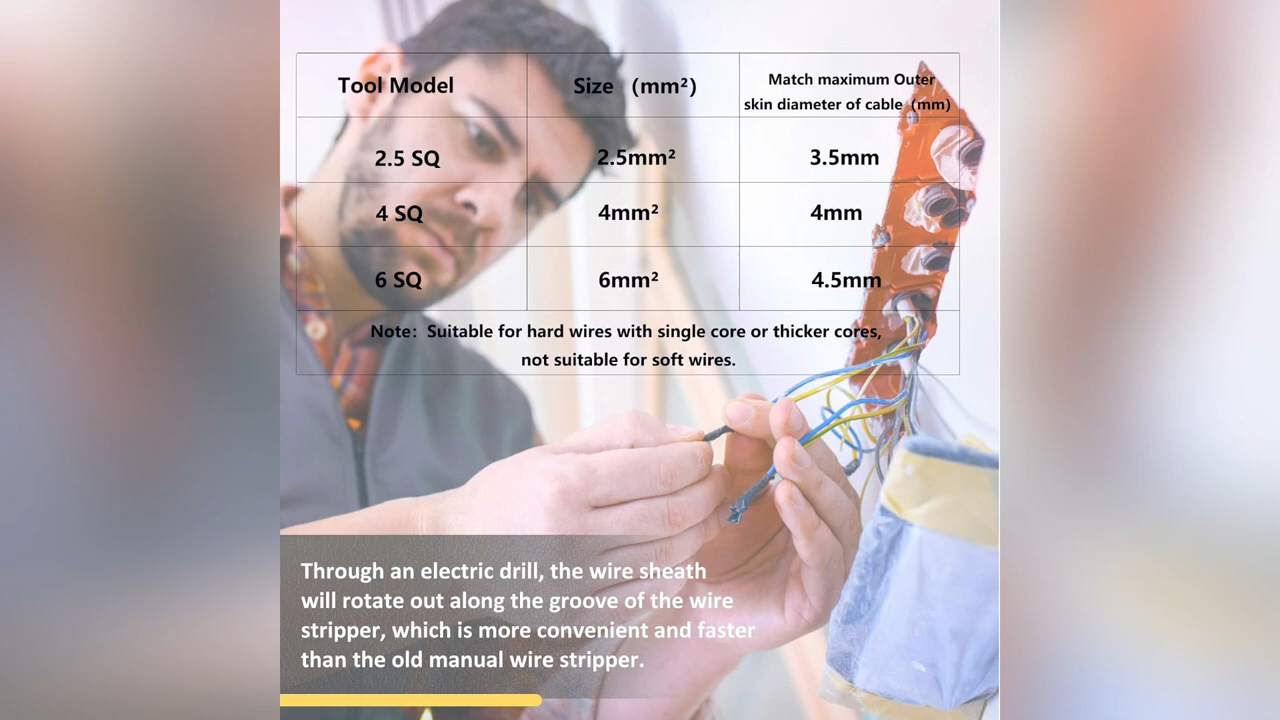 Tool Model
Size (mm²)
Match maximum Outer
skin diameter of cable (mm)
2.5 SQ
2.5mm²
3.5mm
4 SQ
4mm²
4mm
6 SQ
6mm²
4.5mm
Note: Suitable for hard wires with single core or thicker cores,
not suitable for soft wires.
Through an electric drill, the wire sheath
will rotate out along the groove of the wire
stripper, which is more convenient and faster
than the old manual wire stripper.